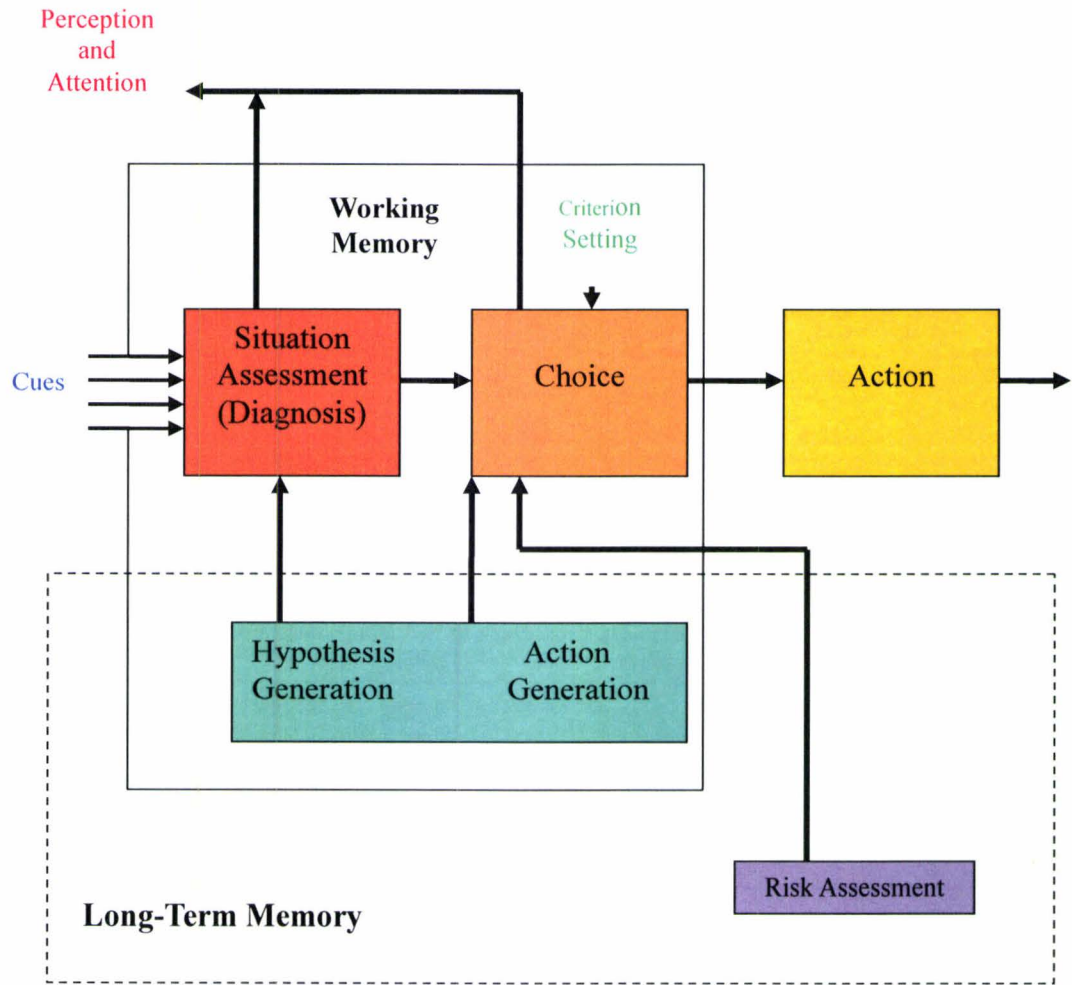 Perception
and
Attention
Working
Memory
Criterion
Setting
Cues
Situation
Assessment
(Diagnosis)
Choice
Action
Hypothesis
Generation
Action
Generation
Risk Assessment
Long-Term Memory